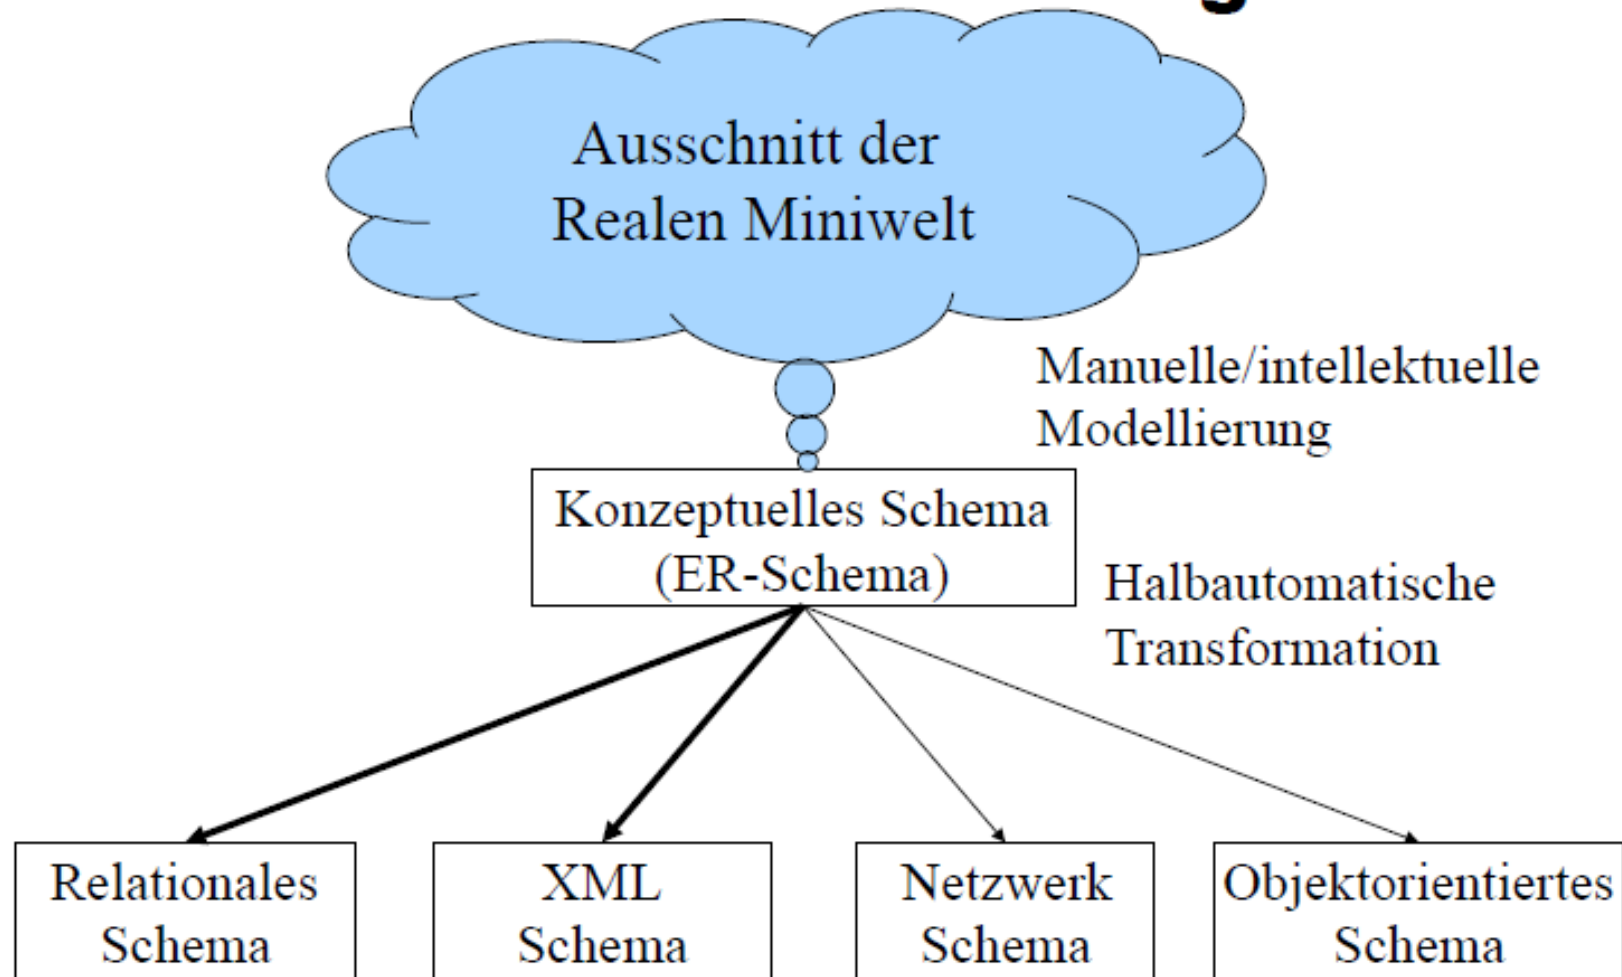 Ausschnitt der
Realen Miniwelt
Manuelle/intellektuelle
Modellierung
Konzeptuelles Schema
(ER-Schema)
Halbautomatische
Transformation
Relationales
Schema
XML
Schema
Netzwerk
Schema
Objektorientiertes
Schema